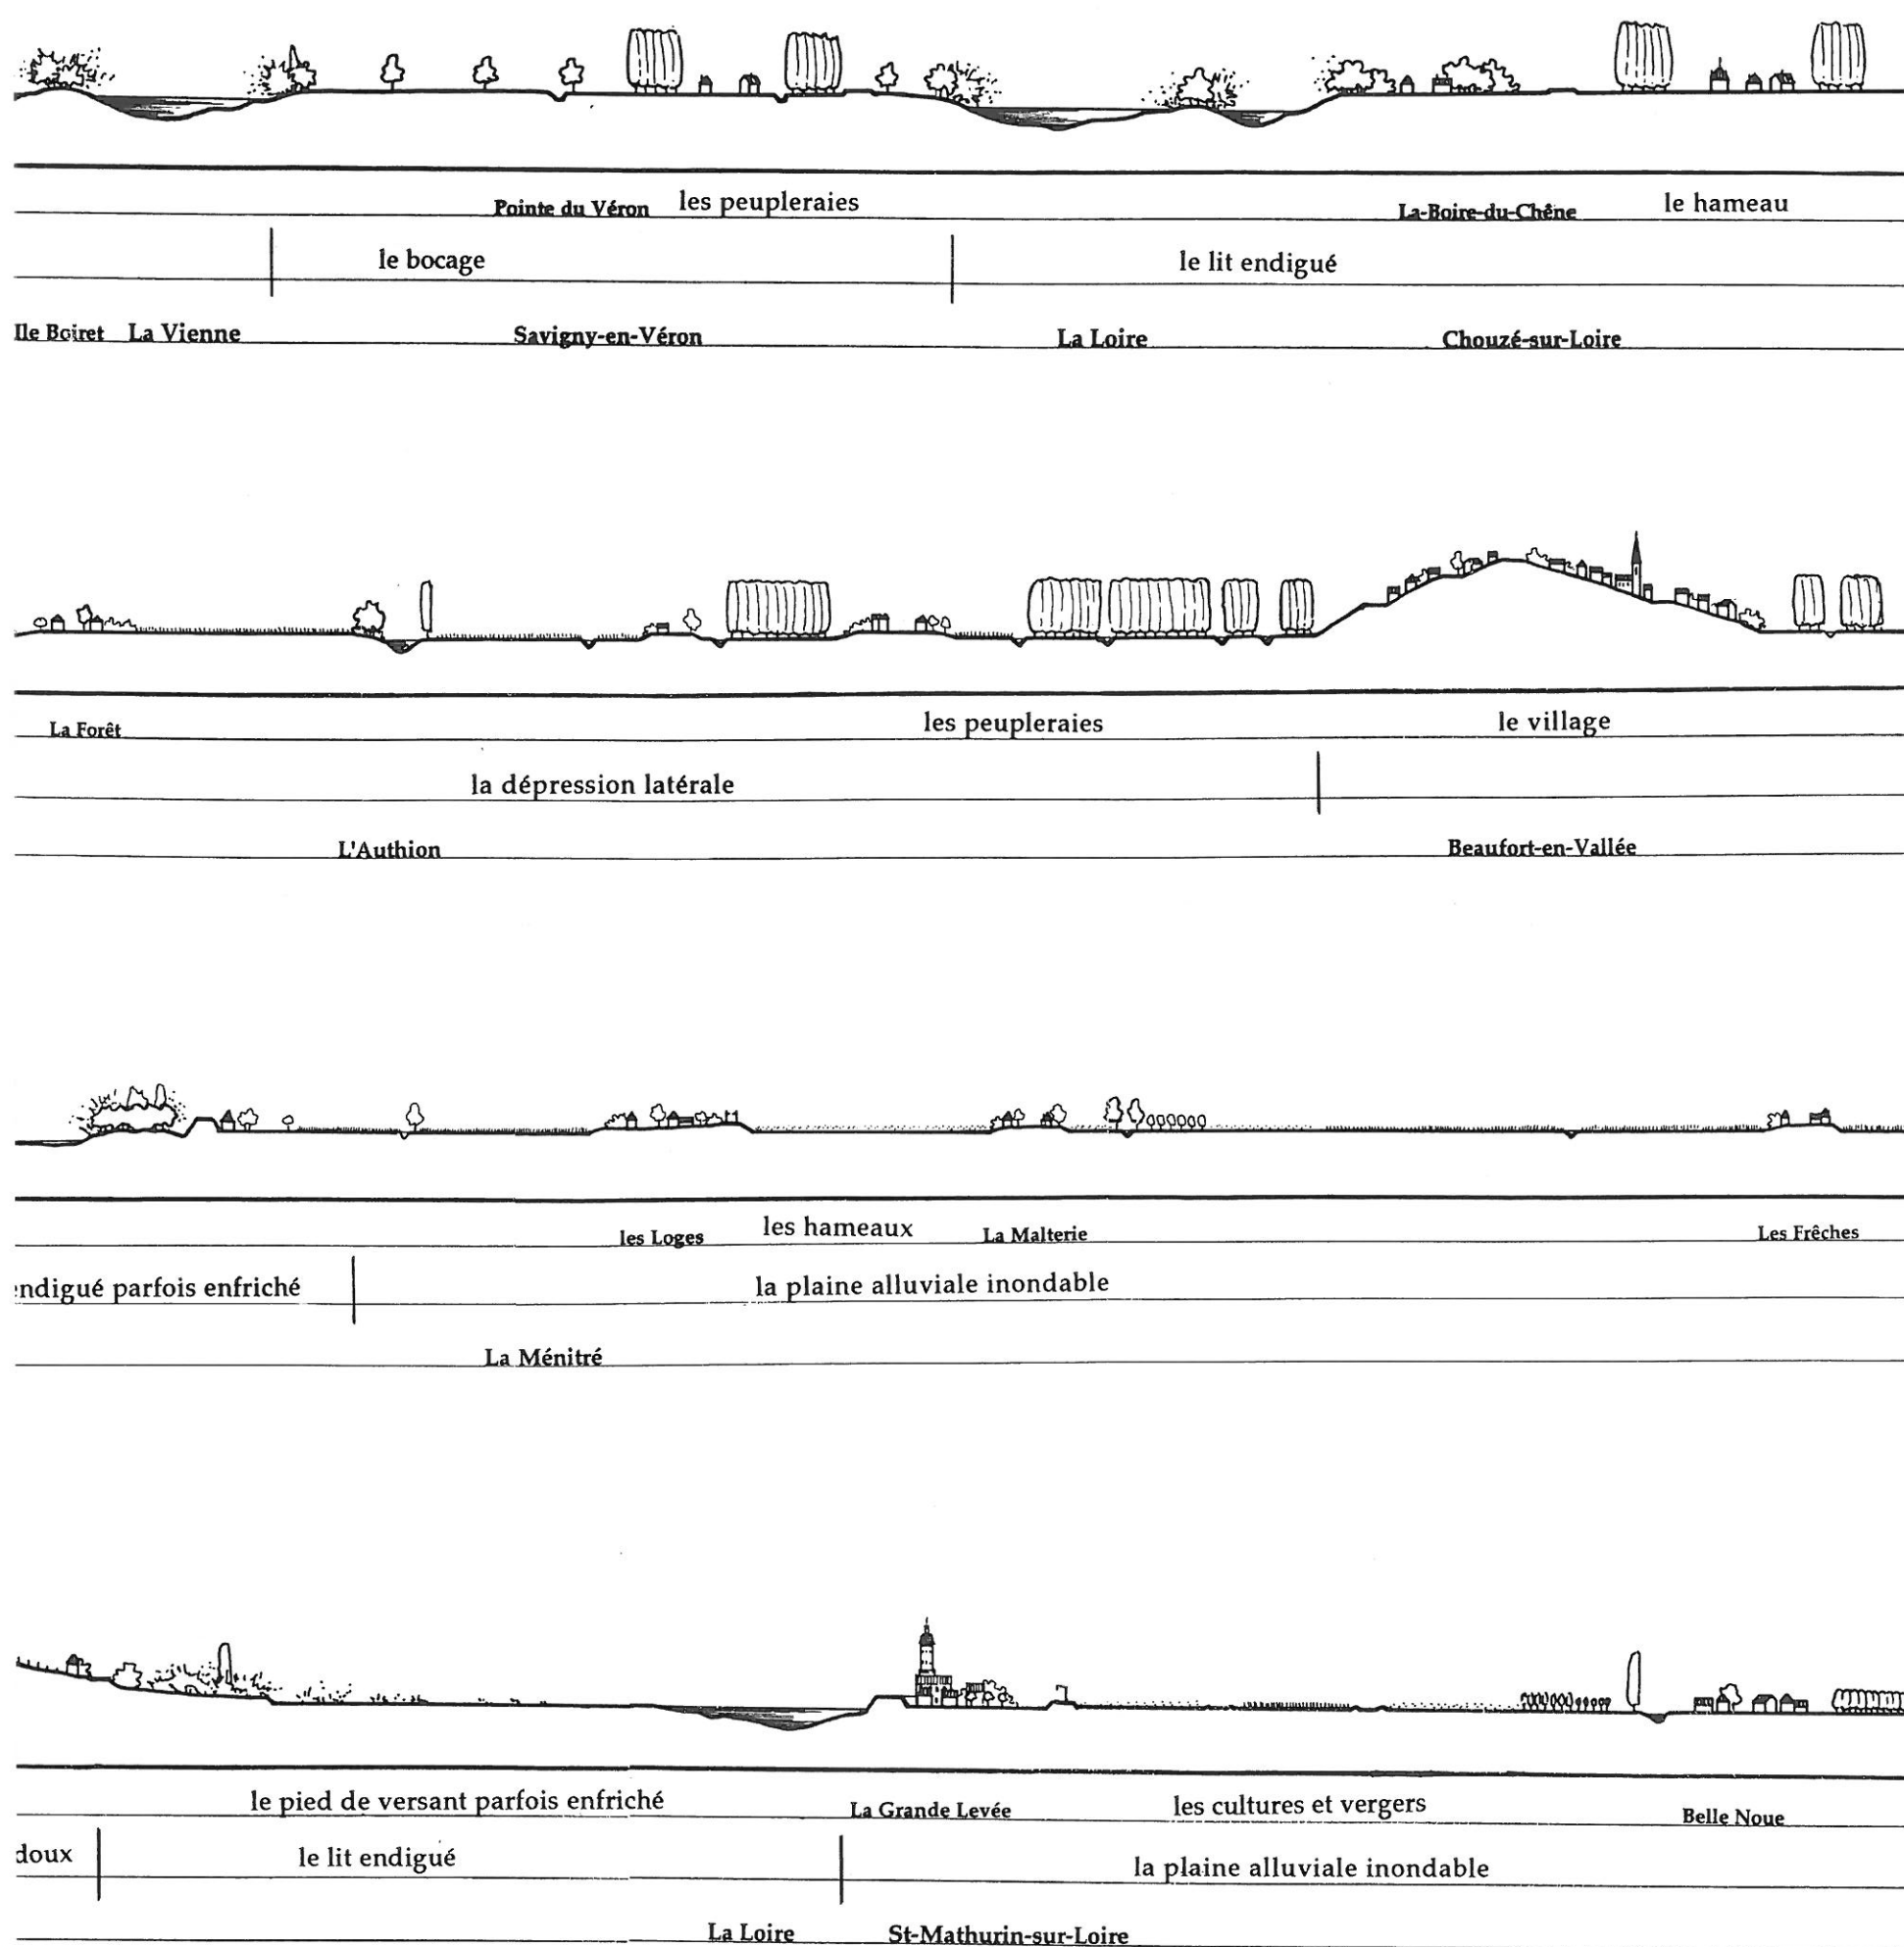 Pointe du Véron les peupleraies La-Boire-du-Chêne le hameau
le bocage le lit endigué
Ile Boiret La Vienne Savigny-en-Véron La Loire Chouzé-sur-Loire
La Forêt les peupleraies le village
la dépression latérale
L'Authion Beaufort-en-Vallée
les Loges les hameaux La Malterie Les Frêches
ndigué parfois enfriché la plaine alluviale inondable
La Ménitré
le pied de versant parfois enfriché La Grande Levée les cultures et vergers Belle Noue
doux le lit endigué la plaine alluviale inondable
La Loire St-Mathurin-sur-Loire